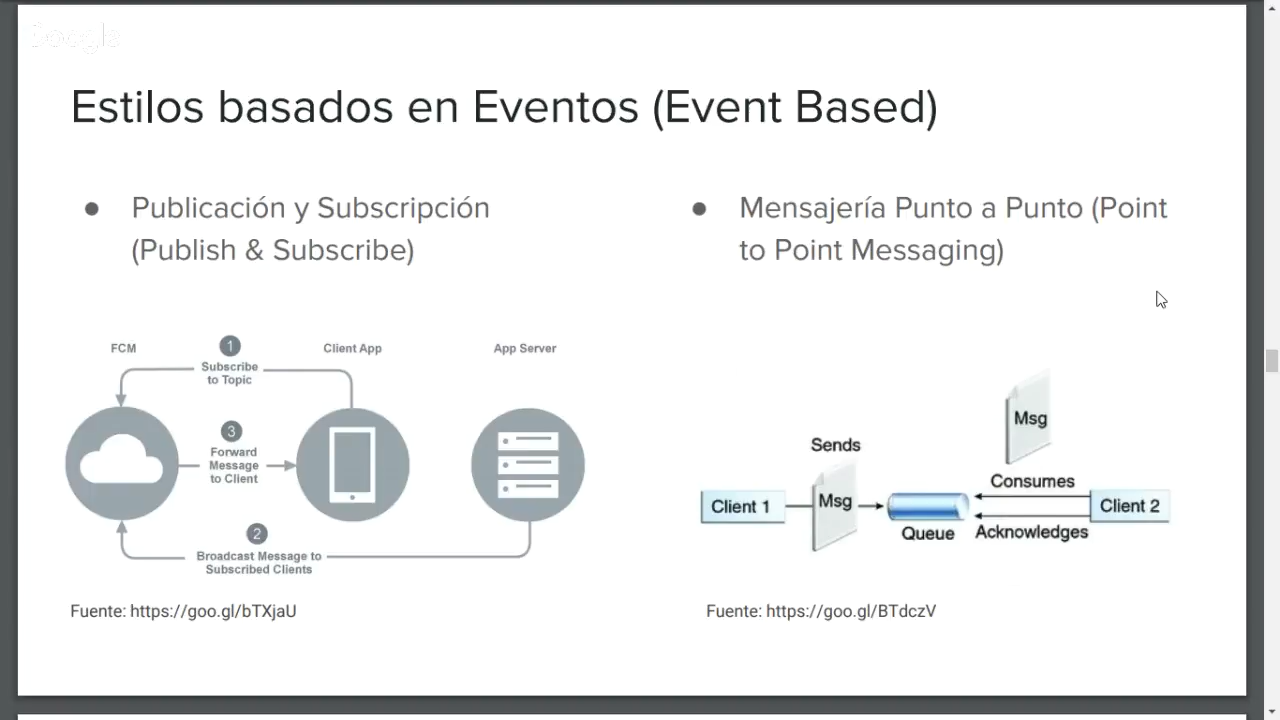 Google
Estilos basados en Eventos (Event Based)
● Publicación y Subscripción
(Publish & Subscribe)
FCM
1
Client App
App Server
Subscribe
to Topic
3
Forward
Message
to Client
2
Broadcast Message to
Subscribed Clients
Fuente: https://goo.gl/bTXjaU
● Mensajería Punto a Punto (Point
to Point Messaging)
Msg
Sends
Consumes
Client 1
Msg
Client 2
Queue
Acknowledges
Fuente: https://goo.gl/BTdczV